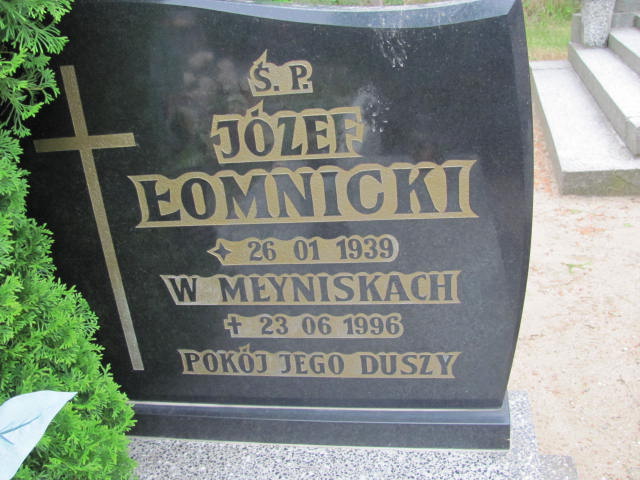 Ś. P.
JÓZEF
ŁOMNICKI
✦ 26 01 1939
W MŁYNISKACH
✝ 23 06 1996
POKÓJ JEGO DUSZY